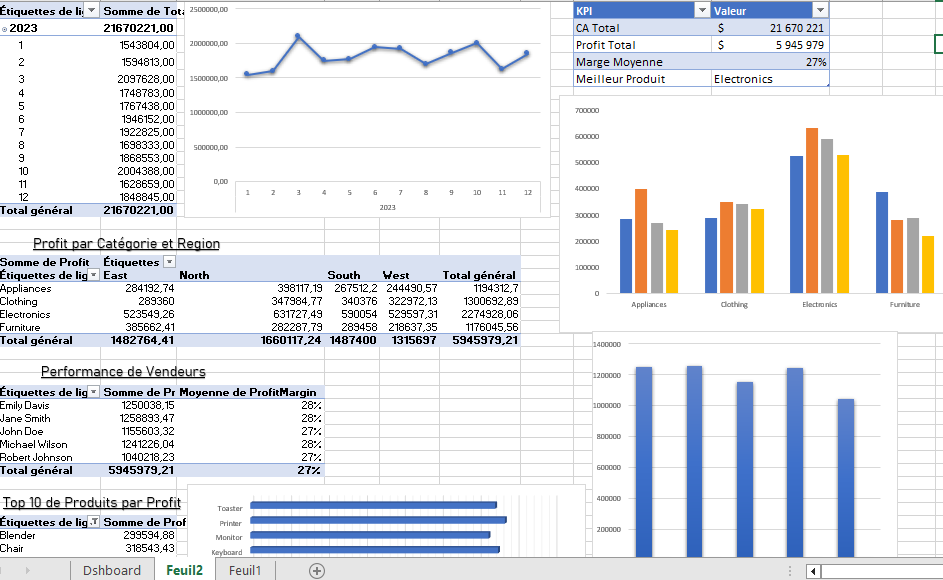 Étiquettes de li Somme de Tota
2023 21670221,00
1 1543804,00
2 1594813,00
3 2097628,00
4 1748783,00
5 1767438,00
6 1946152,00
7 1922825,00
8 1698333,00
9 1868553,00
10 2004388,00
11 1628659,00
12 1848845,00
Total général 21670221,00
2500000,00
2000000,00
1500000,00
1000000,00
500000,00
0,00
1 2 3 4 5 6 7 8 9 10 11 12
2023
KPI Valeur
CA Total $ 21 670 221
Profit Total $ 5 945 979
Marge Moyenne 27%
Meilleur Produit Electronics
700000
600000
500000
400000
300000
200000
100000
0
Appliances Clothing Electronics Furniture
Profit par Catégorie et Region
Somme de Profit Étiquettes
Étiquettes de lig East North South West Total général
Appliances 284192,74 398117,19 267512,2 244490,57 1194312,7
Clothing 289360 347984,77 340376 322972,13 1300692,89
Electronics 523549,26 631727,49 590054 529597,31 2274928,06
Furniture 385662,41 282287,79 289458 218637,35 1176045,56
Total général 1482764,41 1660117,24 1487400 1315697 5945979,21
Performance de Vendeurs
Étiquettes de lig Somme de Pr Moyenne de ProfitMargin
Emily Davis 1250038,15 28%
Jane Smith 1258893,47 28%
John Doe 1155603,32 27%
Michael Wilson 1241226,04 28%
Robert Johnson 1040218,23 27%
Total général 5945979,21 27%
1400000
1200000
1000000
800000
600000
400000
200000
Top 10 de Produits par Profit
Étiquettes de lig Somme de Prof
Blender 299594,88
Chair 318543,43
Toaster
Printer
Monitor
Keyboard
Dshboard Feuil2 Feuil1